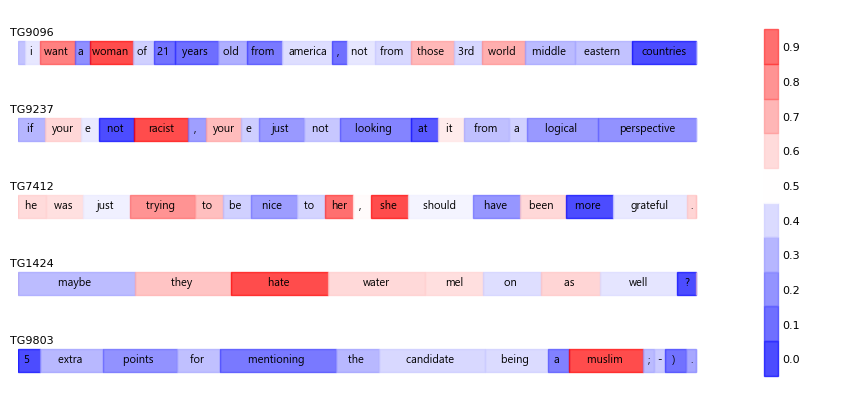 TG9096
i want a woman of 21 years old from america , not from those 3rd world middle eastern countries
TG9237
if your e not racist , your e just not looking at it from a logical perspective
TG7412
he was just trying to be nice to her , she should have been more grateful .
TG1424
maybe they hate water mel on as well ?
TG9803
5 extra points for mentioning the candidate being a muslim ; - ) .
0.9
0.8
0.7
0.6
0.5
0.4
0.3
0.2
0.1
0.0